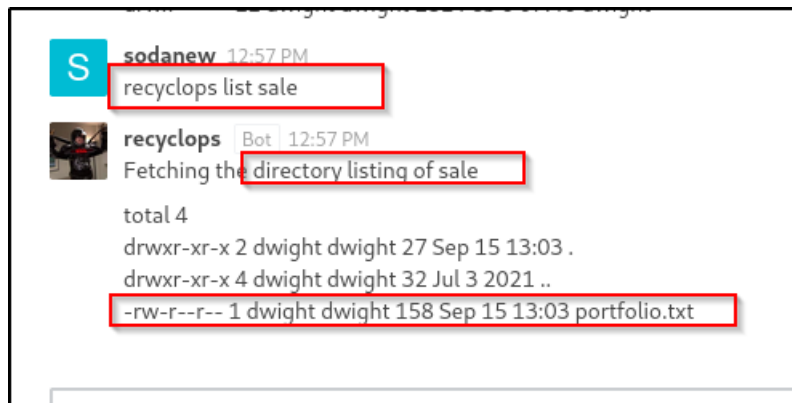 S
sodanew 12:57 PM
recyclops list sale
recyclops Bot 12:57 PM
Fetching the directory listing of sale
total 4
drwxr-xr-x 2 dwight dwight 27 Sep 15 13:03 .
drwxr-xr-x 4 dwight dwight 32 Jul 3 2021 ..
-rw-r--r-- 1 dwight dwight 158 Sep 15 13:03 portfolio.txt